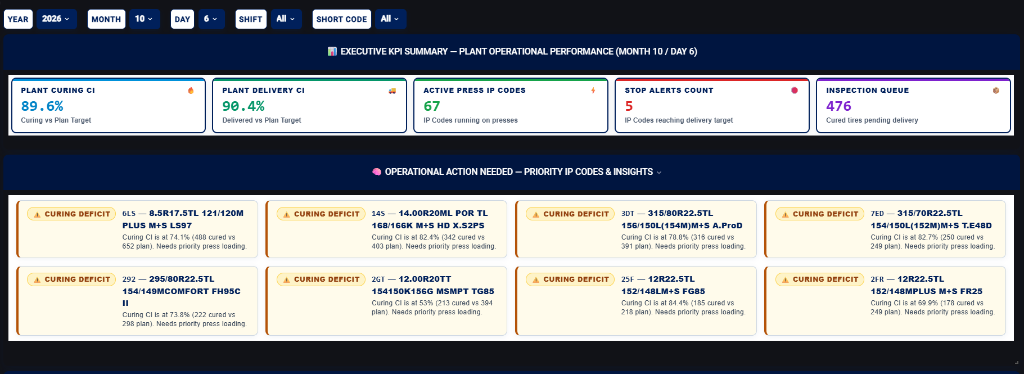 YEAR 2026 MONTH 10 DAY 6 SHIFT All SHORT CODE All
📊 EXECUTIVE KPI SUMMARY — PLANT OPERATIONAL PERFORMANCE (MONTH 10 / DAY 6)
PLANT CURING CI
89.6%
Curing vs Plan Target
PLANT DELIVERY CI
90.4%
Delivered vs Plan Target
ACTIVE PRESS IP CODES
67
IP Codes running on presses
STOP ALERTS COUNT
5
IP Codes reaching delivery target
INSPECTION QUEUE
476
Cured tires pending delivery
🧠 OPERATIONAL ACTION NEEDED — PRIORITY IP CODES & INSIGHTS
⚠️ CURING DEFICIT 6LS — 8.5R17.5TL 121/120M
PLUS M+S LS97
Curing CI is at 74.1% (488 cured vs
652 plan). Needs priority press loading.
⚠️ CURING DEFICIT 14S — 14.00R20ML POR TL
168/166K M+S HD X.S2PS
Curing CI is at 82.4% (342 cured vs
403 plan). Needs priority press loading.
⚠️ CURING DEFICIT 3DT — 315/80R22.5TL
156/150L(154M)M+S A.ProD
Curing CI is at 78.8% (316 cured vs
391 plan). Needs priority press loading.
⚠️ CURING DEFICIT 7ED — 315/70R22.5TL
154/150L(152M)M+S T.E48D
Curing CI is at 82.7% (250 cured vs
249 plan). Needs priority press loading.
⚠️ CURING DEFICIT 292 — 295/80R22.5TL
154/149MCOMFORT FH95C
II
Curing CI is at 73.8% (222 cured vs
298 plan). Needs priority press loading.
⚠️ CURING DEFICIT 2GT — 12.00R20TT
154150K156G MSMPT TG85
Curing CI is at 53% (213 cured vs 394
plan). Needs priority press loading.
⚠️ CURING DEFICIT 25F — 12R22.5TL
152/148LM+S FG85
Curing CI is at 84.4% (185 cured vs
218 plan). Needs priority press loading.
⚠️ CURING DEFICIT 2FR — 12R22.5TL
152/148MPLUS M+S FR25
Curing CI is at 69.9% (178 cured vs
249 plan). Needs priority press loading.